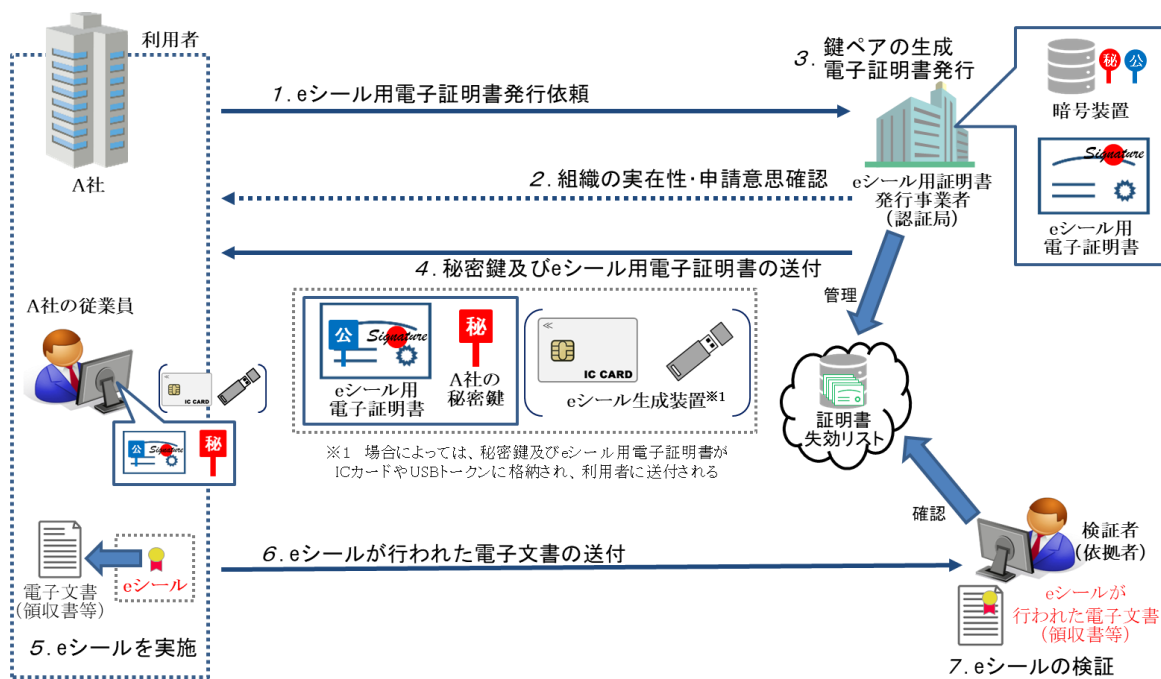 利用者
A社
1.eシール用電子証明書発行依頼
2.組織の実在性･申請意思確認
3.鍵ペアの生成
電子証明書発行
秘
公
暗号装置
Signature
eシール用
電子証明書
eシール用証明書
発行事業者
(認証局)
4.秘密鍵及びeシール用電子証明書の送付
公
Signature
eシール用
電子証明書
秘
A社の
秘密鍵
IC CARD
eシール生成装置※1
※1 場合によっては、秘密鍵及びeシール用電子証明書が
ICカードやUSBトークンに格納され、利用者に送付される
管理
証明書
失効リスト
確認
A社の従業員
IC CARD
公
Signature
秘
電子文書
(領収書等)
eシール
5.eシールを実施
6.eシールが行われた電子文書の送付
検証者
(依拠者)
eシールが
行われた電子文書
(領収書等)
7.eシールの検証